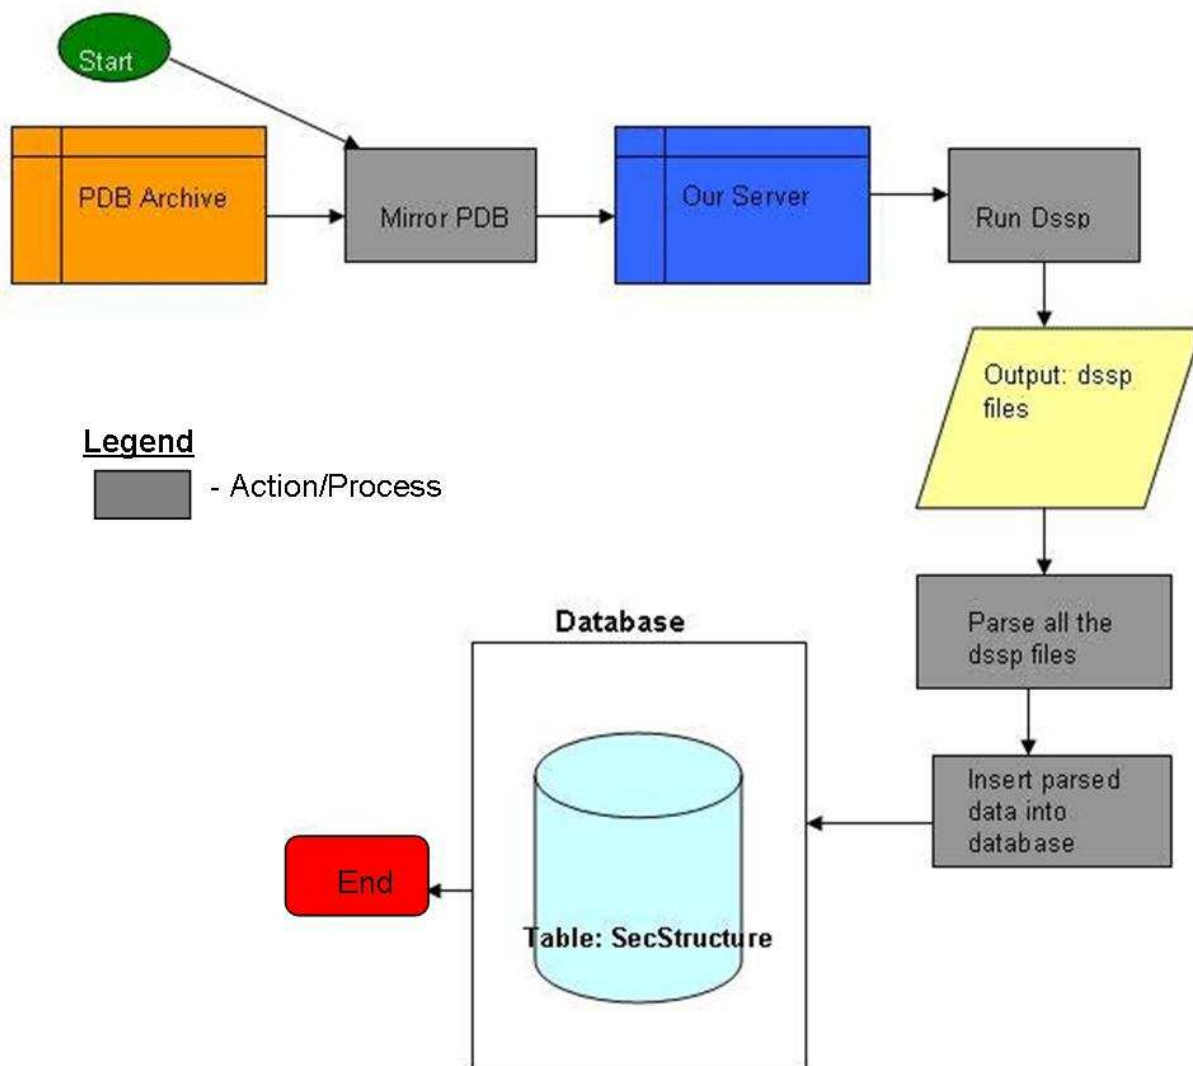 Start
PDB Archive
Mirror PDB
Our Server
Run Dssp
Output: dssp
files
Legend
- Action/Process
Parse all the
dssp files
Database
Insert parsed
data into
database
End
Table: SecStructure